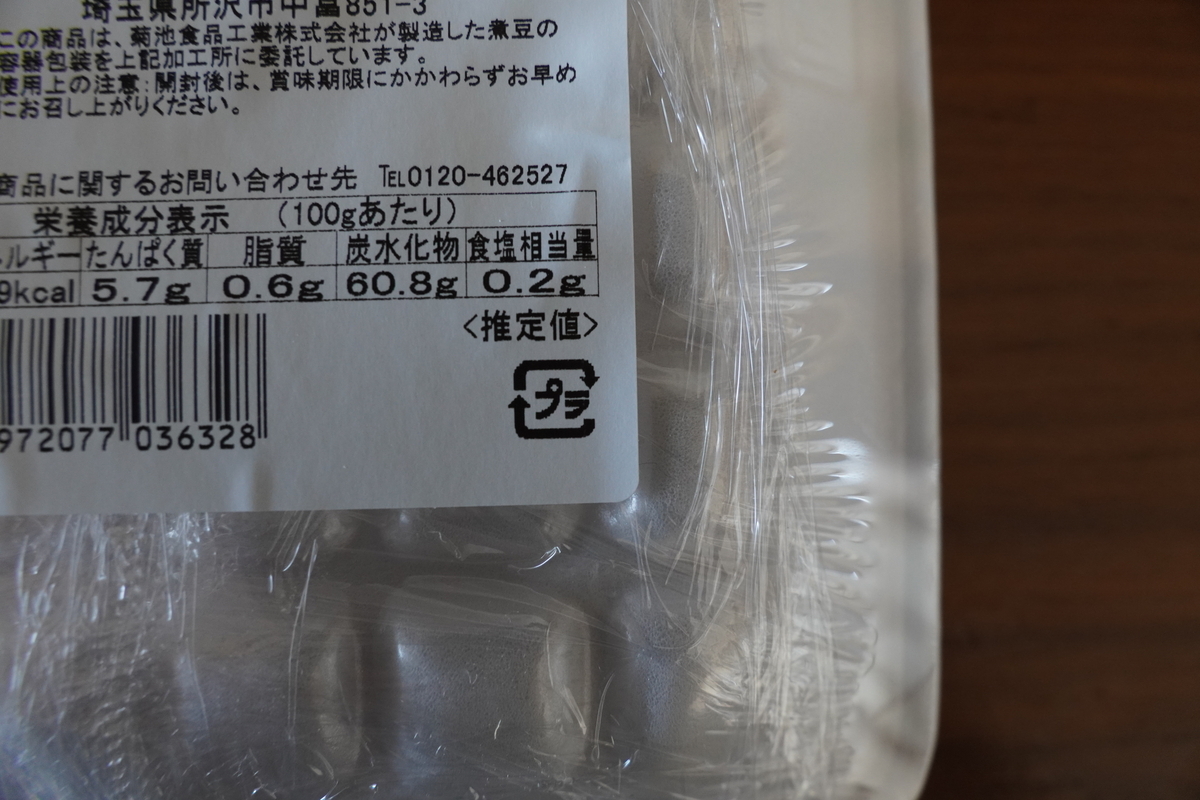 埼玉県所沢市中富851-3
この商品は、菊池食品工業株式会社が製造した煮豆の
容器包装を上記加工所に委託しています。
使用上の注意:開封後は、賞味期限にかかわらずお早め
にお召し上がりください。
商品に関するお問い合わせ先 TEL0120-462527
栄養成分表示 (100gあたり)
ルギー たんぱく質 脂質 炭水化物 食塩相当量
9kcal 5.7g 0.6g 60.8g 0.2g
<推定値>
プラ
972077 036328